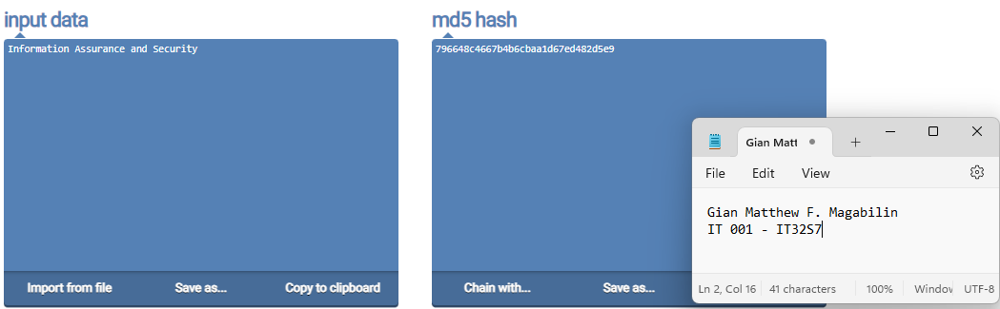 input data
md5 hash
Information Assurance and Security
796648c4667b4b6cbaa1d67ed482d5e9
Import from file
Save as...
Copy to clipboard
Chain with...
Save as...
Gian Matt
File
Edit
View
Gian Matthew F. Magabilin
IT 001 - IT32S7
Ln 2, Col 16
41 characters
100%
UTF-8